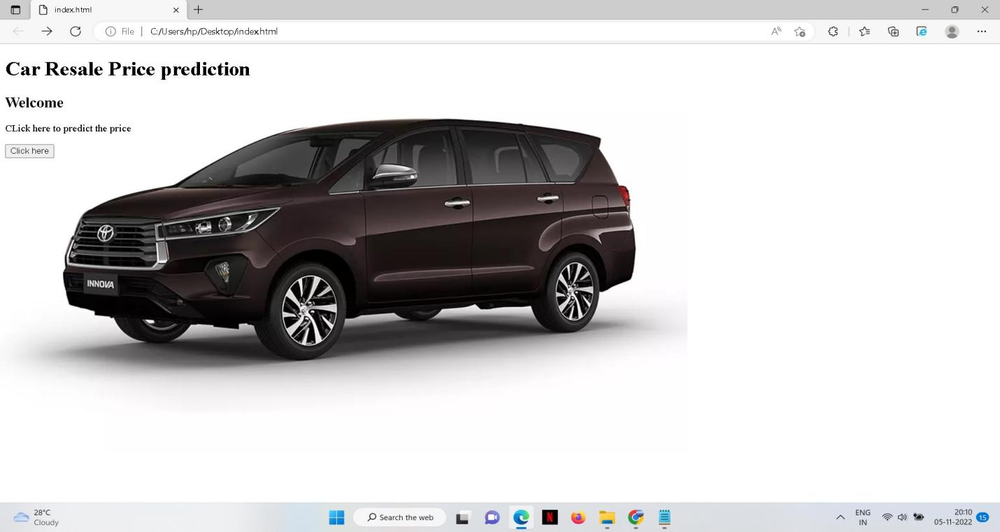 index.html
File
C:/Users/hp/Desktop/index.html
Car Resale Price prediction
Welcome
CLick here to predict the price
Click here
INNOVA
28°C
Cloudy
Search the web
N
ENG
IN
20:10
05-11-2022
15